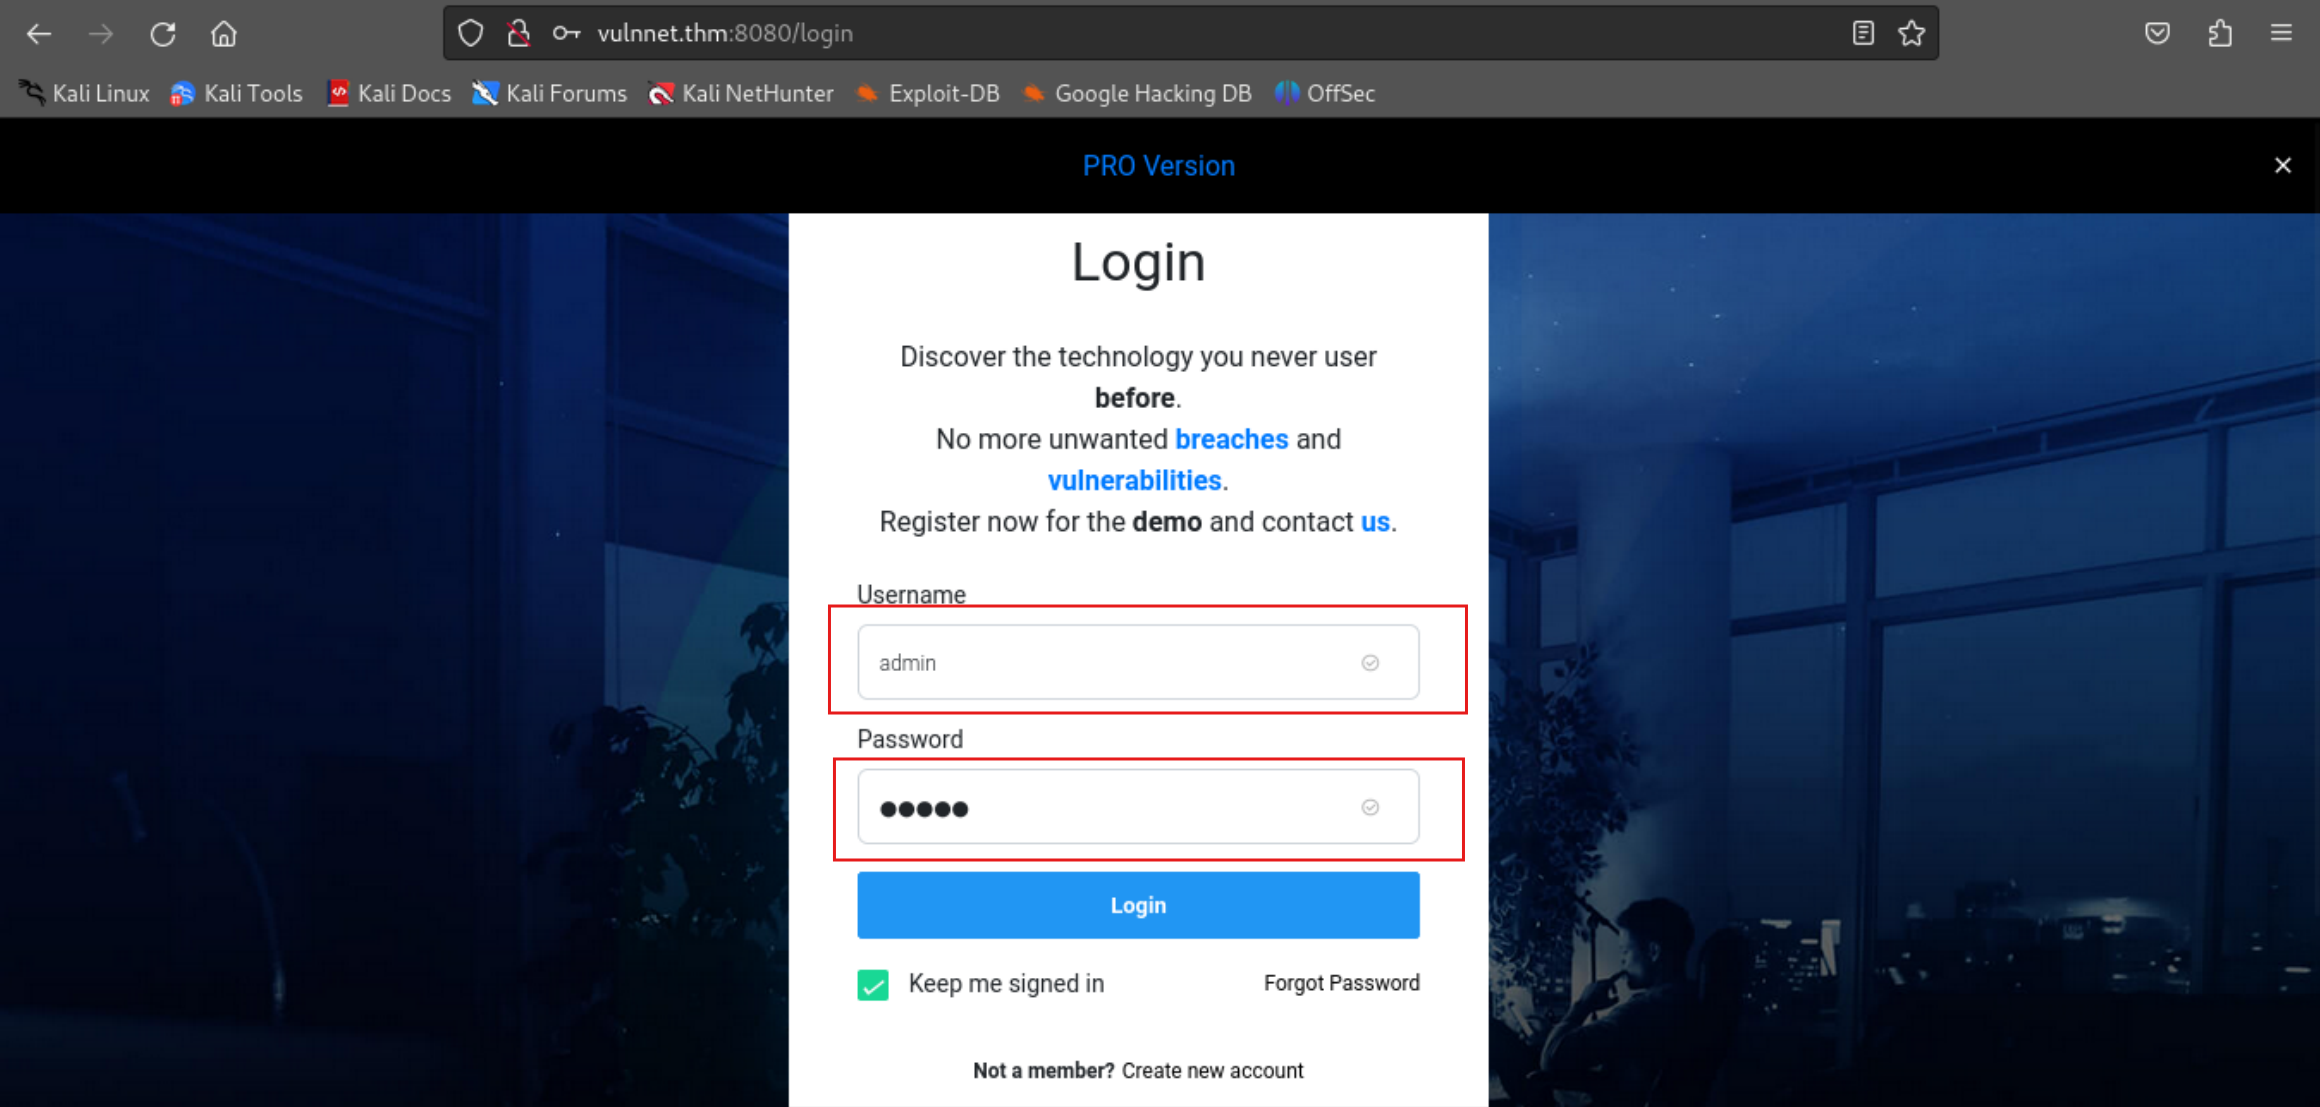 vulnnet.thm:8080/login
Kali Linux Kali Tools Kali Docs Kali Forums Kali NetHunter Exploit-DB Google Hacking DB OffSec
PRO Version
Login
Discover the technology you never user
before.
No more unwanted breaches and
vulnerabilities.
Register now for the demo and contact us.
Username
admin
Password
●●●●●
Login
Keep me signed in Forgot Password
Not a member? Create new account